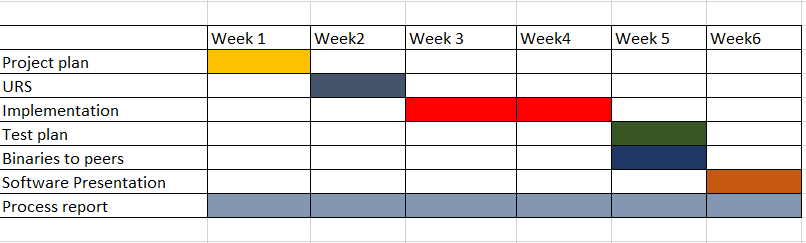 Week 1 Week2 Week 3 Week4 Week 5 Week6
Project plan
URS
Implementation
Test plan
Binaries to peers
Software Presentation
Process report